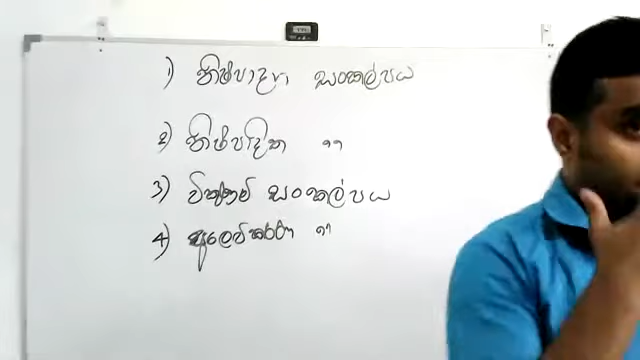 1) නිෂ්පාදන සංකල්පය
2) නිෂ්පාදිත "
3) විකුණුම් සංකල්පය
4) අලෙවිකරණ "